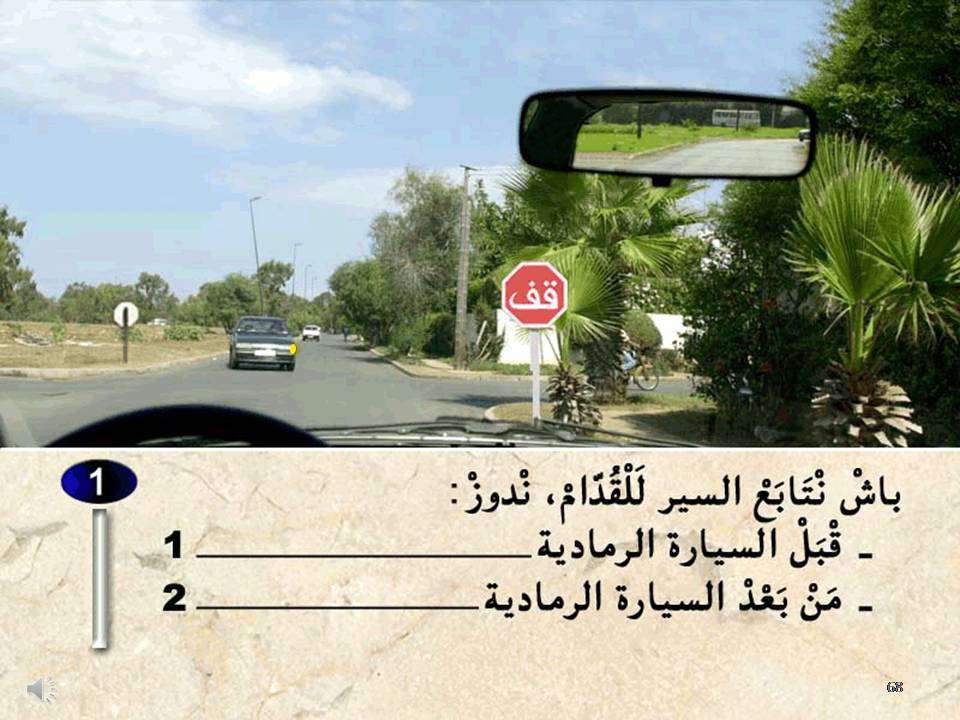 قف
1
باشْ نْتَابَعْ السير لَلْقُدّامْ، نْدوزْ:
ـ قْبَلْ السيارة الرمادية 1
ـ مَنْ بَعْدْ السيارة الرمادية 2
68